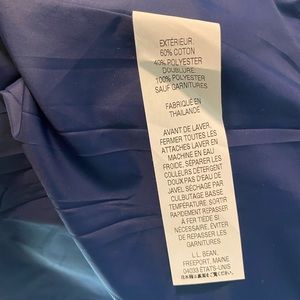 EXTÉRIEUR:
60% COTON
40% POLYESTER
DOUBLURE:
100% POLYESTER
SAUF GARNITURES
FABRIQUÉ EN
THAILANDE
AVANT DE LAVER,
FERMER TOUTES LES
ATTACHES LAVER EN
MACHINE EN EAU
FROIDE, SÉPARER LES
COULEURS DÉTERGENT
DOUX PAS D'EAU DE
JAVEL SÉCHAGE PAR
CULBUTAGE BASSE
TEMPÉRATURE, SORTIR
RAPIDEMENT REPASSER
À FER TIÈDE SI
NÉCESSAIRE, ÉVITER
DE REPASSER LES
GARNITURES
L.L. BEAN,
FREEPORT, MAINE
04033 ÉTATS-UNIS